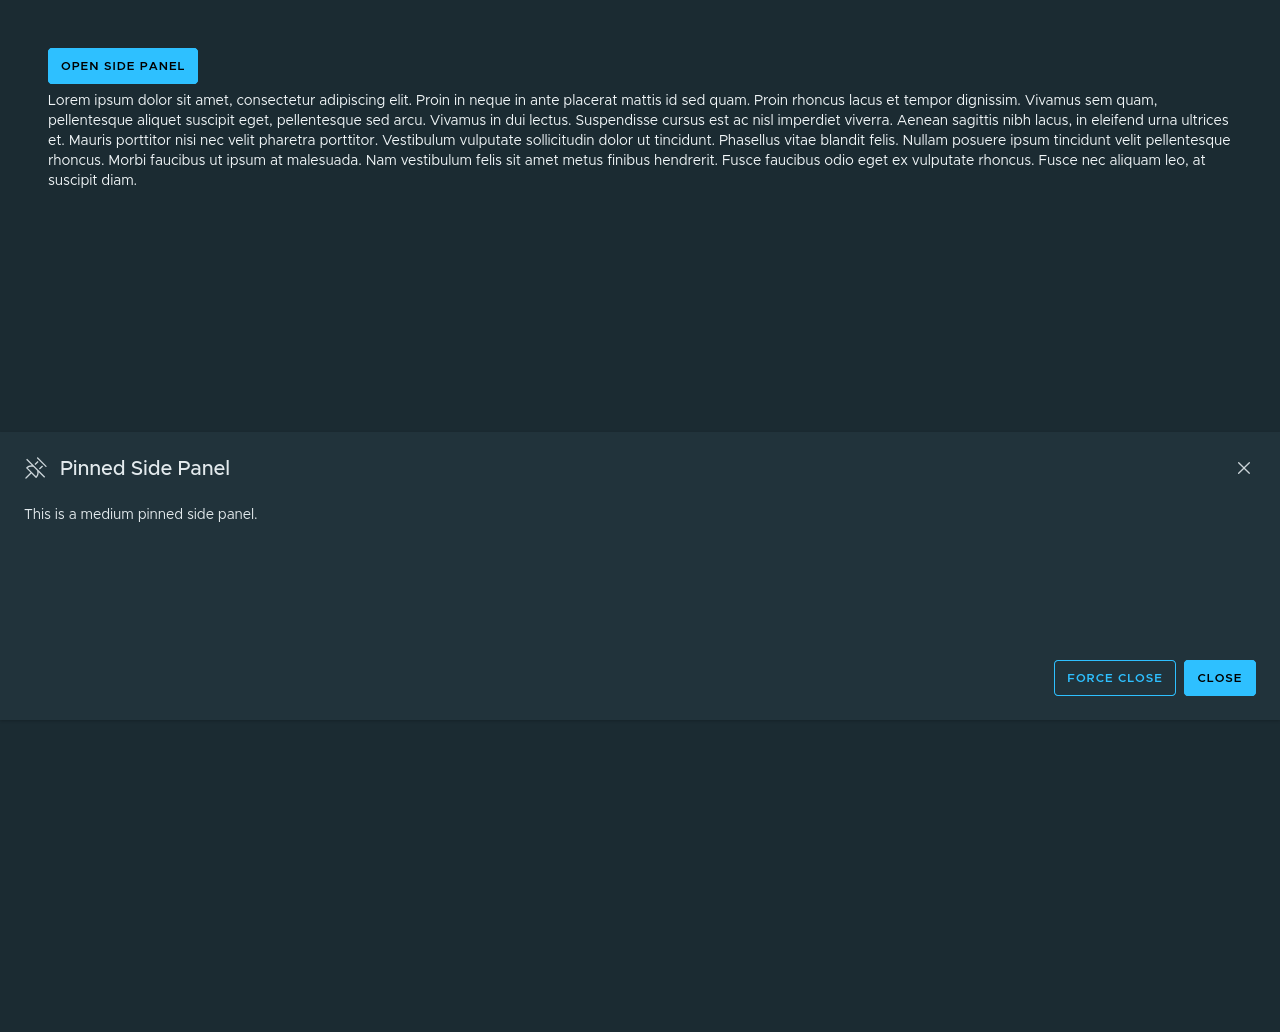 OPEN SIDE PANEL
Lorem ipsum dolor sit amet, consectetur adipiscing elit. Proin in neque in ante placerat mattis id sed quam. Proin rhoncus lacus et tempor dignissim. Vivamus sem quam,
pellentesque aliquet suscipit eget, pellentesque sed arcu. Vivamus in dui lectus. Suspendisse cursus est ac nisl imperdiet viverra. Aenean sagittis nibh lacus, in eleifend urna ultrices
et. Mauris porttitor nisi nec velit pharetra porttitor. Vestibulum vulputate sollicitudin dolor ut tincidunt. Phasellus vitae blandit felis. Nullam posuere ipsum tincidunt velit pellentesque
rhoncus. Morbi faucibus ut ipsum at malesuada. Nam vestibulum felis sit amet metus finibus hendrerit. Fusce faucibus odio eget ex vulputate rhoncus. Fusce nec aliquam leo, at
suscipit diam.
Pinned Side Panel
This is a medium pinned side panel.
FORCE CLOSE
CLOSE